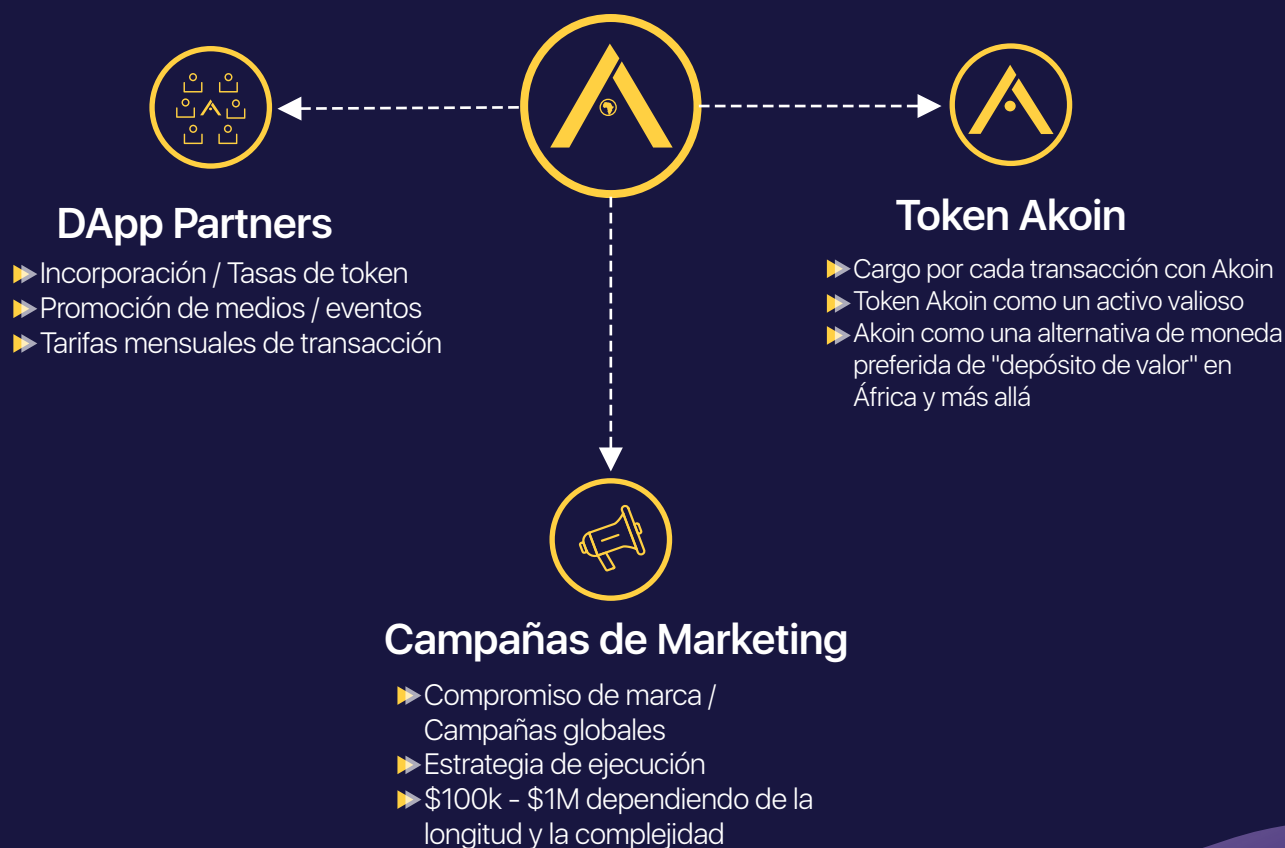 DApp Partners
Incorporación / Tasas de token
Promoción de medios / eventos
Tarifas mensuales de transacción
Token Akoin
Cargo por cada transacción con Akoin
Token Akoin como un activo valioso
Akoin como una alternativa de moneda
preferida de "depósito de valor" en
África y más allá
Campañas de Marketing
Compromiso de marca /
Campañas globales
Estrategia de ejecución
$100k - $1M dependiendo de la
longitud y la complejidad